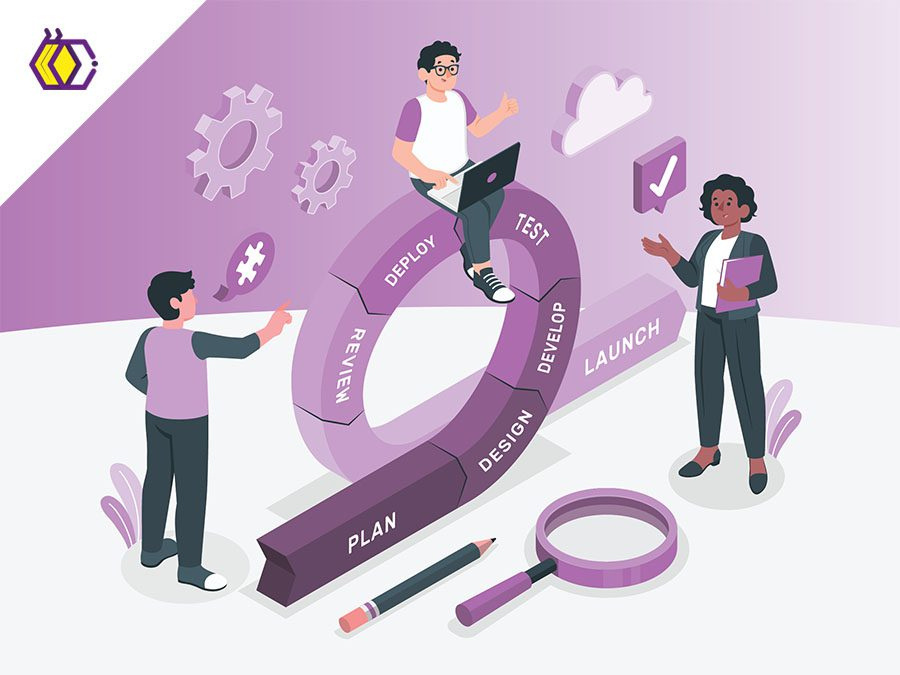 PLAN
DESIGN
DEVELOP
TEST
DEPLOY
REVIEW
LAUNCH